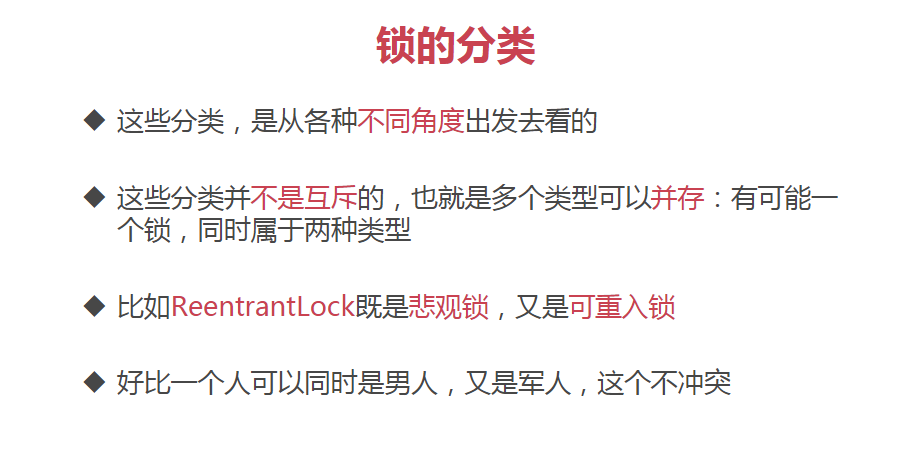 锁的分类
◆ 这些分类，是从各种不同角度出发去看的
◆ 这些分类并不是互斥的，也就是多个类型可以并存：有可能一
个锁，同时属于两种类型
◆ 比如ReentrantLock既是悲观锁，又是可重入锁
◆ 好比一个人可以同时是男人，又是军人，这个不冲突